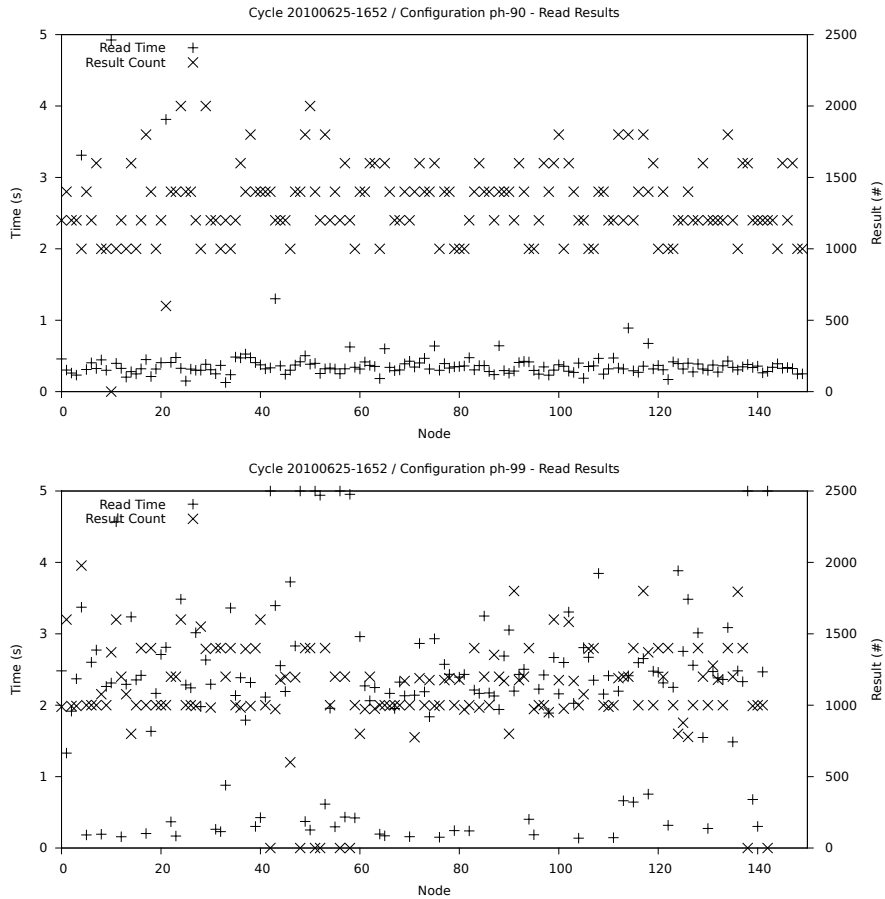 Cycle 20100625-1652 / Configuration ph-90 - Read Results
5 2500
Read Time
Result Count
4 2000
3 1500
Time (s) Result (#)
2 1000
1 500
0 0
0 20 40 60 80 100 120 140
Node
Cycle 20100625-1652 / Configuration ph-99 - Read Results
5 2500
Read Time
Result Count
4 2000
3 1500
Time (s) Result (#)
2 1000
1 500
0 0
0 20 40 60 80 100 120 140
Node